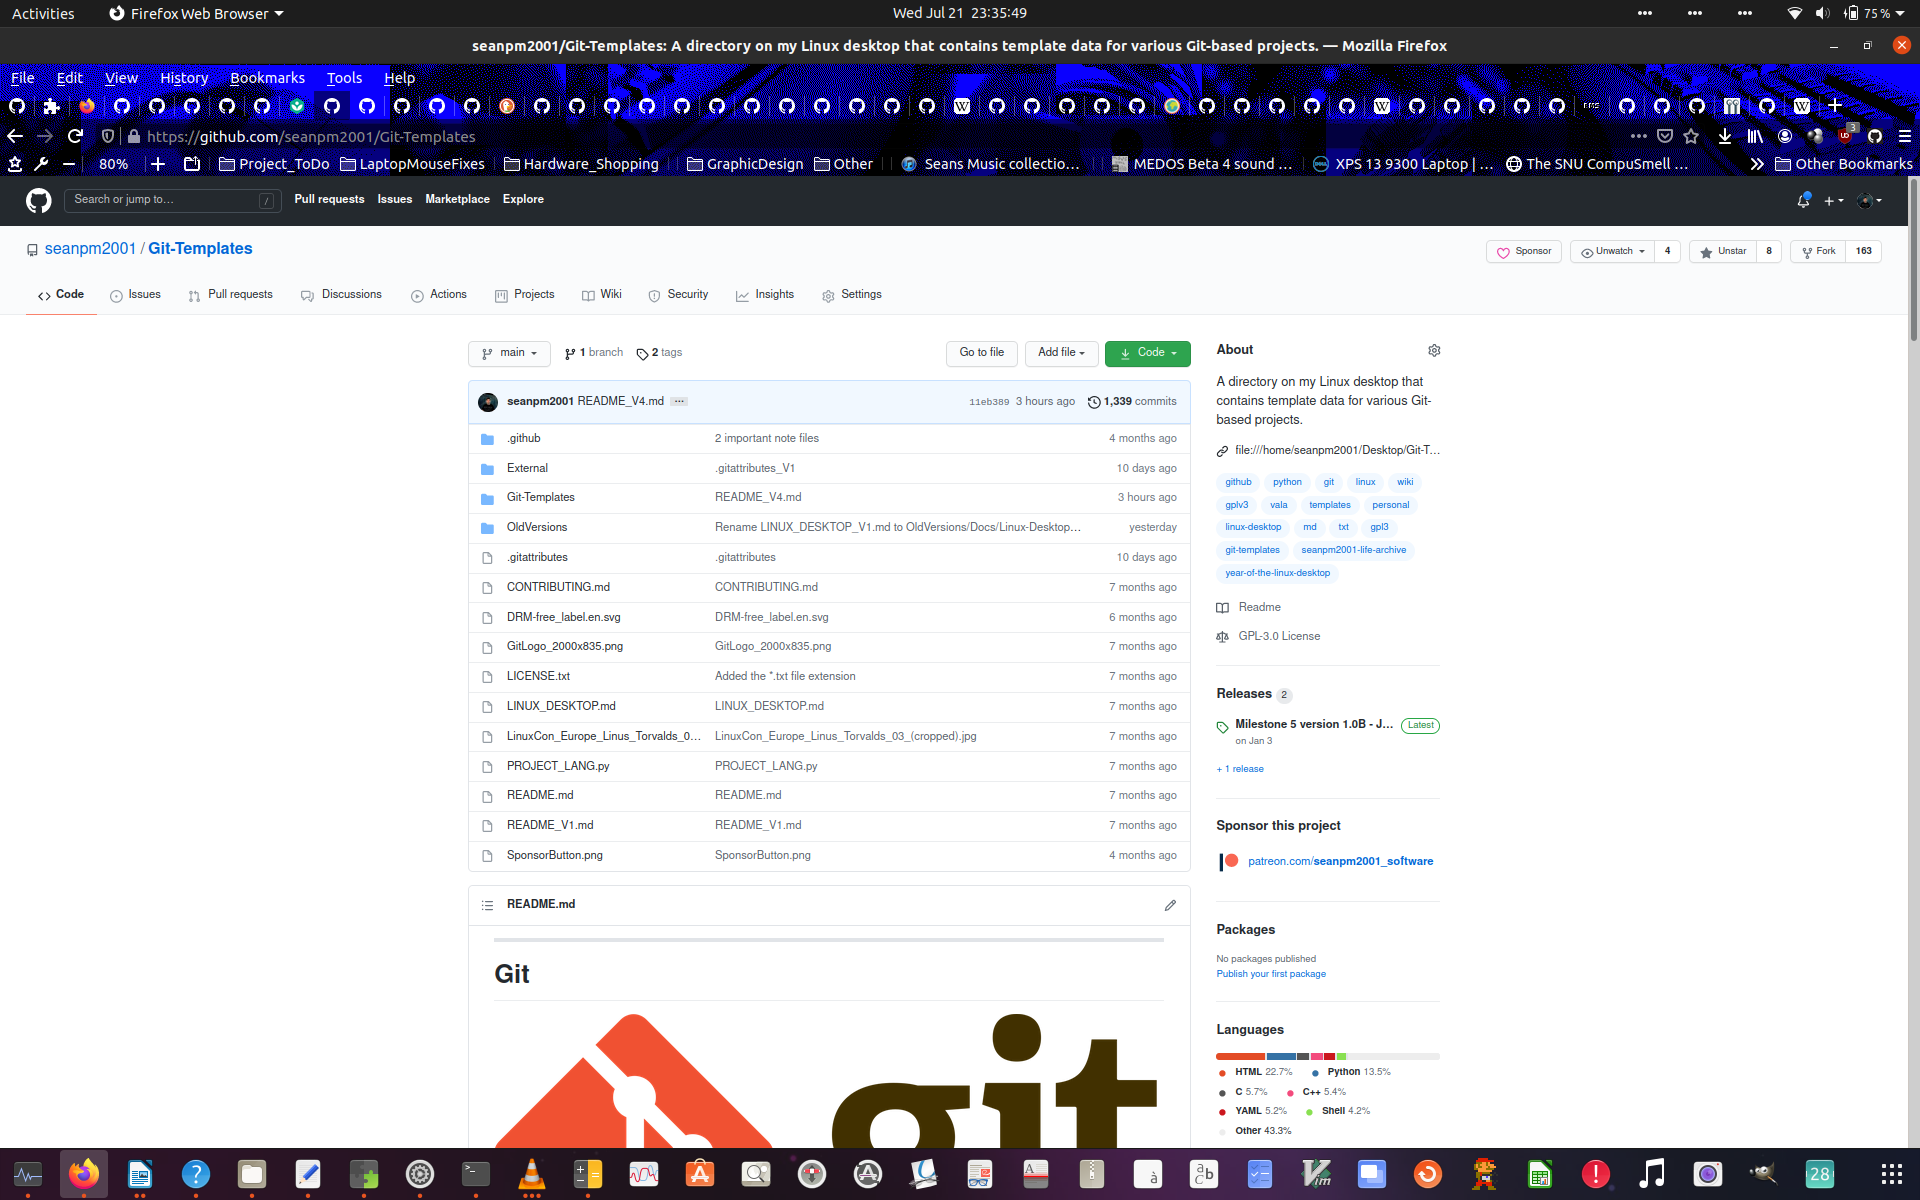 Activities Firefox Web Browser Wed Jul 21 23:35:49 75 %
seanpm2001/Git-Templates: A directory on my Linux desktop that contains template data for various Git-based projects. — Mozilla Firefox
File Edit View History Bookmarks Tools Help
https://github.com/seanpm2001/Git-Templates 3
80% Project_ToDo LaptopMouseFixes Hardware_Shopping GraphicDesign Other Seans Music collectio… MEDOS Beta 4 sound … XPS 13 9300 Laptop | … The SNU CompuSmell … Other Bookmarks
Search or jump to… / Pull requests Issues Marketplace Explore
seanpm2001 / Git-Templates Sponsor Unwatch 4 Unstar 8 Fork 163
Code Issues Pull requests Discussions Actions Projects Wiki Security Insights Settings
main 1 branch 2 tags Go to file Add file Code
seanpm2001 README_V4.md ... 11eb389 3 hours ago 1,339 commits
.github 2 important note files 4 months ago
External .gitattributes_V1 10 days ago
Git-Templates README_V4.md 3 hours ago
OldVersions Rename LINUX_DESKTOP_V1.md to OldVersions/Docs/Linux-Desktop… yesterday
.gitattributes .gitattributes 10 days ago
CONTRIBUTING.md CONTRIBUTING.md 7 months ago
DRM-free_label.en.svg DRM-free_label.en.svg 6 months ago
GitLogo_2000x835.png GitLogo_2000x835.png 7 months ago
LICENSE.txt Added the *.txt file extension 7 months ago
LINUX_DESKTOP.md LINUX_DESKTOP.md 7 months ago
LinuxCon_Europe_Linus_Torvalds_0… LinuxCon_Europe_Linus_Torvalds_03_(cropped).jpg 7 months ago
PROJECT_LANG.py PROJECT_LANG.py 7 months ago
README.md README.md 7 months ago
README_V1.md README_V1.md 7 months ago
SponsorButton.png SponsorButton.png 4 months ago
README.md
Git
git
About
A directory on my Linux desktop that
contains template data for various Git-
based projects.
file:///home/seanpm2001/Desktop/Git-T…
github python git linux wiki
gplv3 vala templates personal
linux-desktop md txt gpl3
git-templates seanpm2001-life-archive
year-of-the-linux-desktop
Readme
GPL-3.0 License
Releases 2
Milestone 5 version 1.0B - J… Latest
on Jan 3
+ 1 release
Sponsor this project
patreon.com/seanpm2001_software
Packages
No packages published
Publish your first package
Languages
HTML 22.7% Python 13.5%
C 5.7% C++ 5.4%
YAML 5.2% Shell 4.2%
Other 43.3%
28